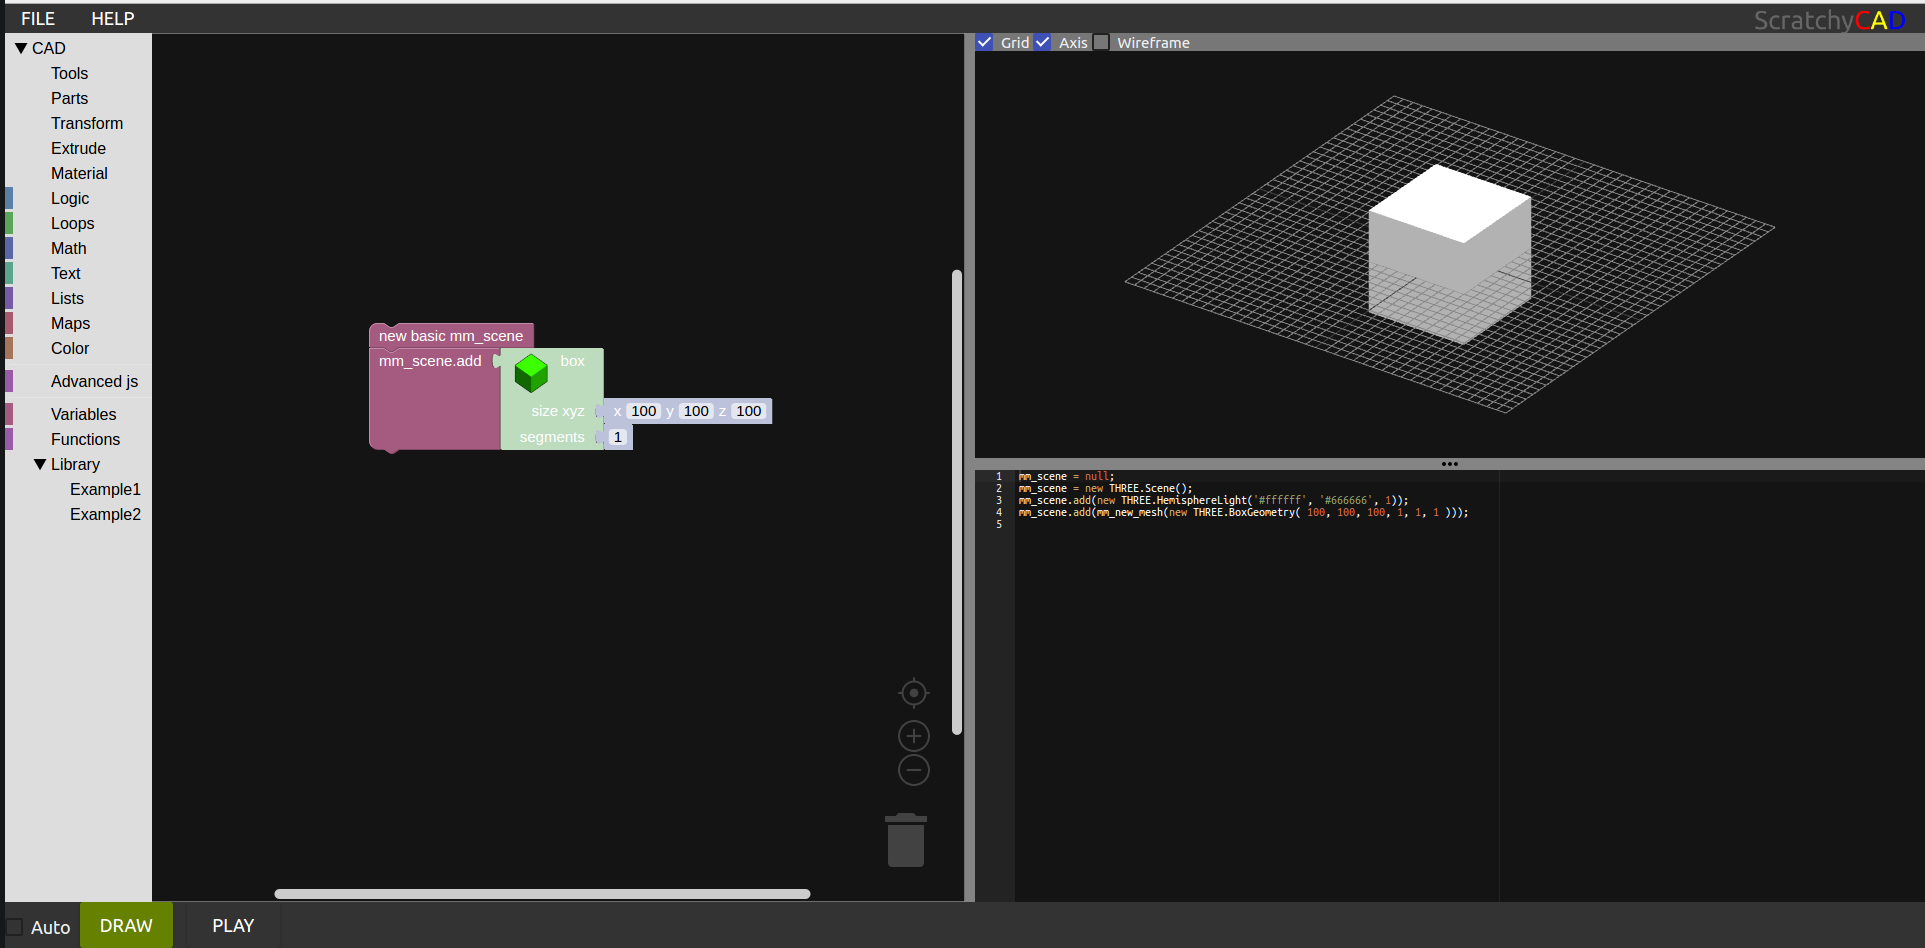 FILE HELP
ScratchyCAD
CAD
Tools
Parts
Transform
Extrude
Material
Logic
Loops
Math
Text
Lists
Maps
Color
Advanced js
Variables
Functions
Library
Example1
Example2
new basic mm_scene
mm_scene.add box
size xyz x 100 y 100 z 100
segments 1
Grid Axis Wireframe
1 mm_scene = null;
2 mm_scene = new THREE.Scene();
3 mm_scene.add(new THREE.HemisphereLight('#ffffff', '#666666', 1));
4 mm_scene.add(mm_new_mesh(new THREE.BoxGeometry( 100, 100, 100, 1, 1, 1 )));
5
Auto DRAW PLAY